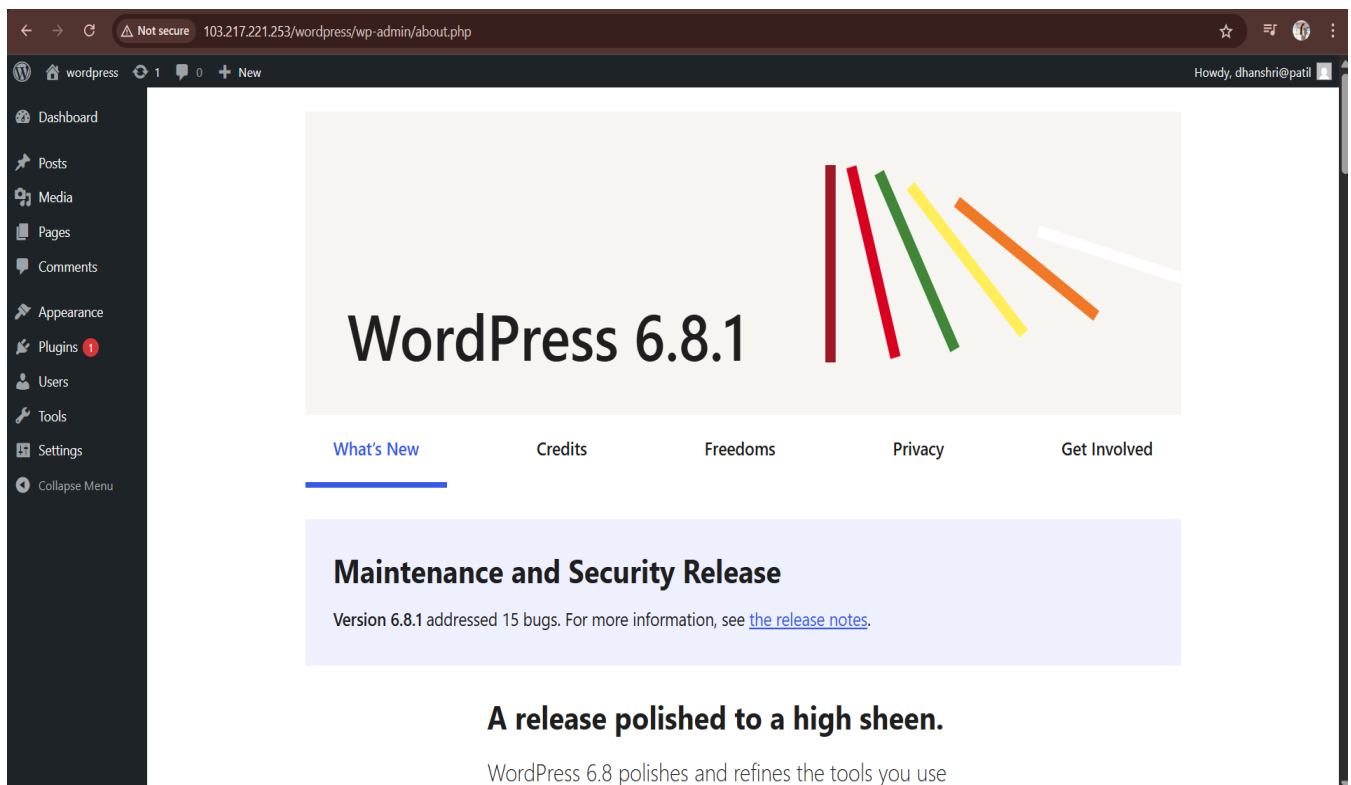 Not secure 103.217.221.253/wordpress/wp-admin/about.php
wordpress 1 0 New
Howdy, dhanshri@patil
Dashboard
Posts
Media
Pages
Comments
Appearance
Plugins 1
Users
Tools
Settings
Collapse Menu
WordPress 6.8.1
What's New Credits Freedoms Privacy Get Involved
Maintenance and Security Release
Version 6.8.1 addressed 15 bugs. For more information, see the release notes.
A release polished to a high sheen.
WordPress 6.8 polishes and refines the tools you use